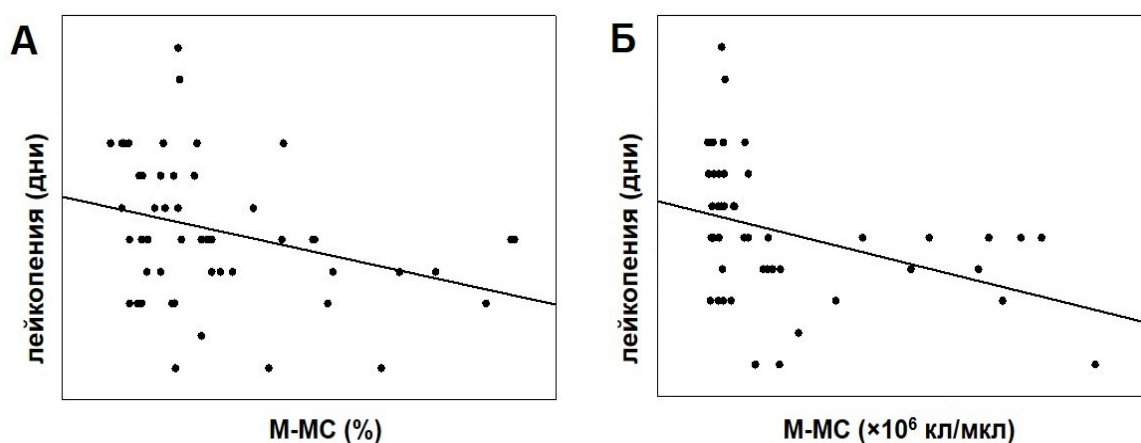 А
лейкопения (дни)
М-МС (%)
Б
лейкопения (дни)
М-МС (×10⁶ кл/мкл)